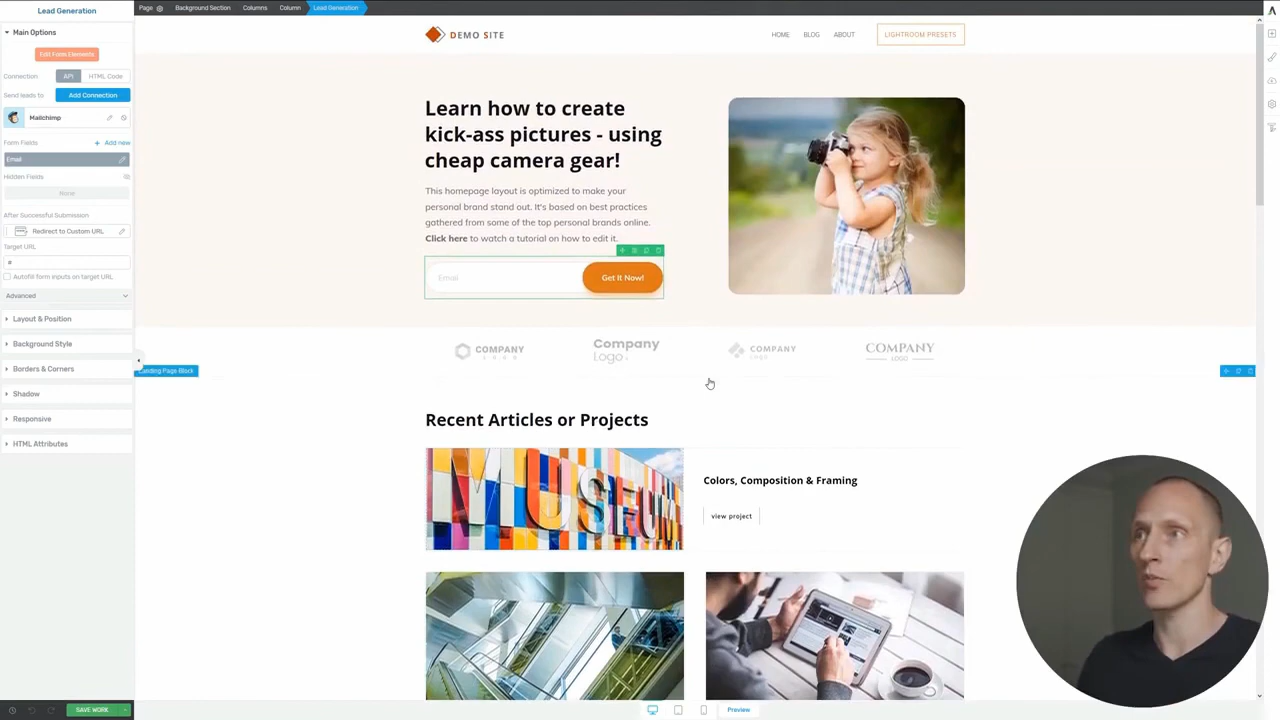 Lead Generation
Page
Background Section
Columns
Column
Lead Generation
Main Options
Edit Form Elements
Connection
API
HTML Code
Send leads to:
Add Connection
Mailchimp
Form Fields
+ Add new
Email
Hidden Fields
None
After Successful Submission
Redirect to Custom URL
Target URL
#
Autofill form inputs on target URL
Advanced
Layout & Position
Background Style
Borders & Corners
Shadow
Responsive
HTML Attributes
SAVE WORK
DEMO SITE
HOME
BLOG
ABOUT
LIGHTROOM PRESETS
Learn how to create
kick-ass pictures - using
cheap camera gear!
This homepage layout is optimized to make your
personal brand stand out. It's based on best practices
gathered from some of the top personal brands online.
Click here to watch a tutorial on how to edit it.
Email
Get It Now!
COMPANY
LOGO
Company
Logo
COMPANY
LOGO
COMPANY
LOGO
Landing Page Block
Recent Articles or Projects
MUSEUM
Colors, Composition & Framing
view project
Preview